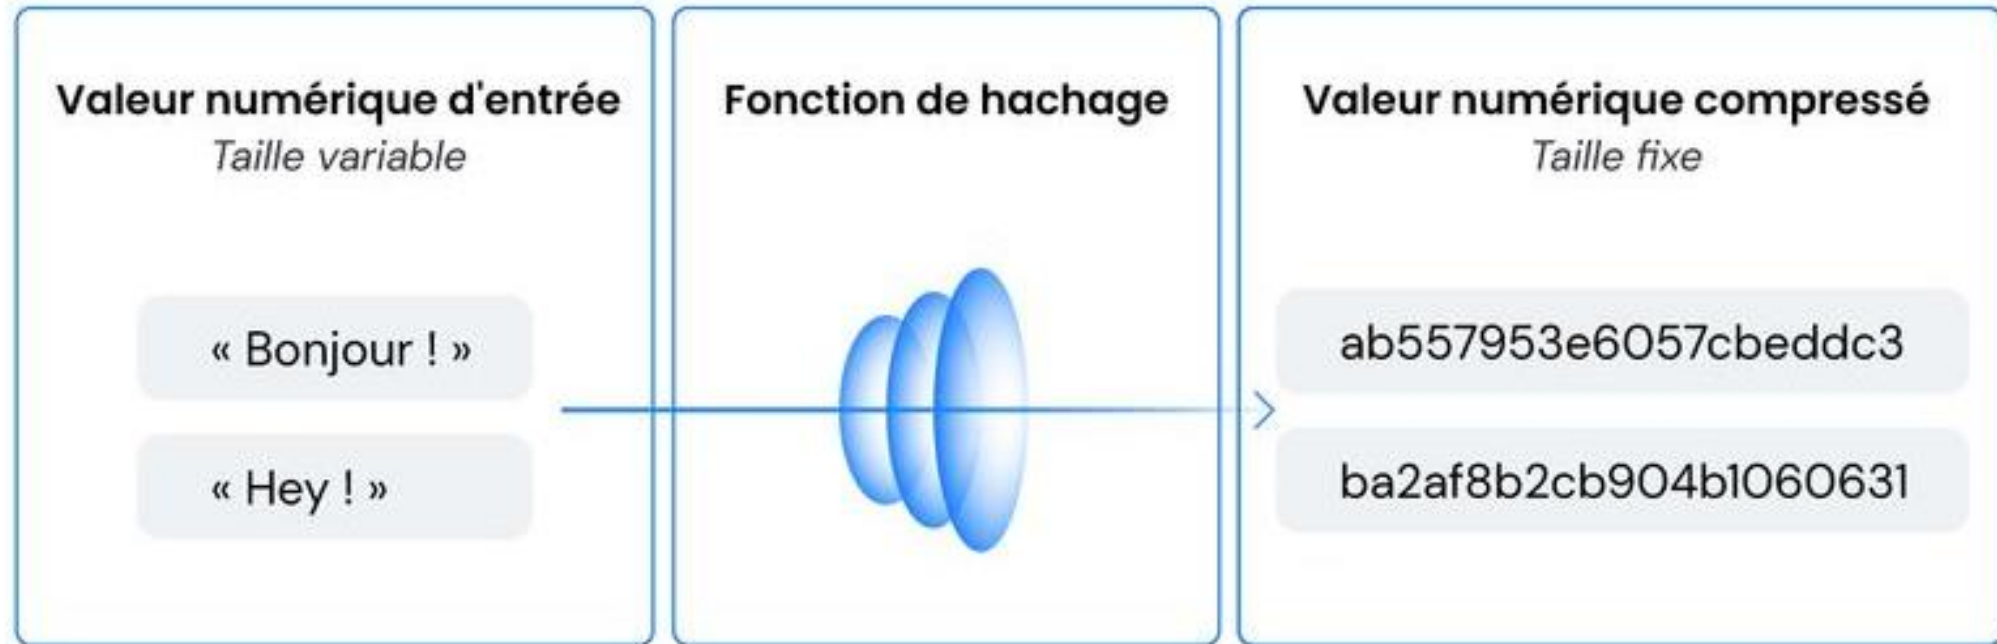 Valeur numérique d'entrée
Taille variable
« Bonjour ! »
« Hey ! »
Fonction de hachage
Valeur numérique compressé
Taille fixe
ab557953e6057cbeddc3
ba2af8b2cb904b1060631